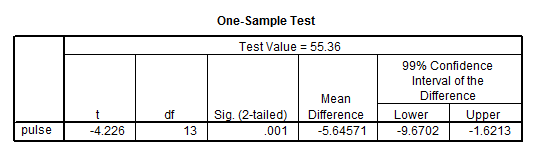 One-Sample Test
Test Value = 55.36
99% Confidence
Interval of the
Difference
Mean
t df Sig. (2-tailed) Difference Lower Upper
pulse -4.226 13 .001 -5.64571 -9.6702 -1.6213